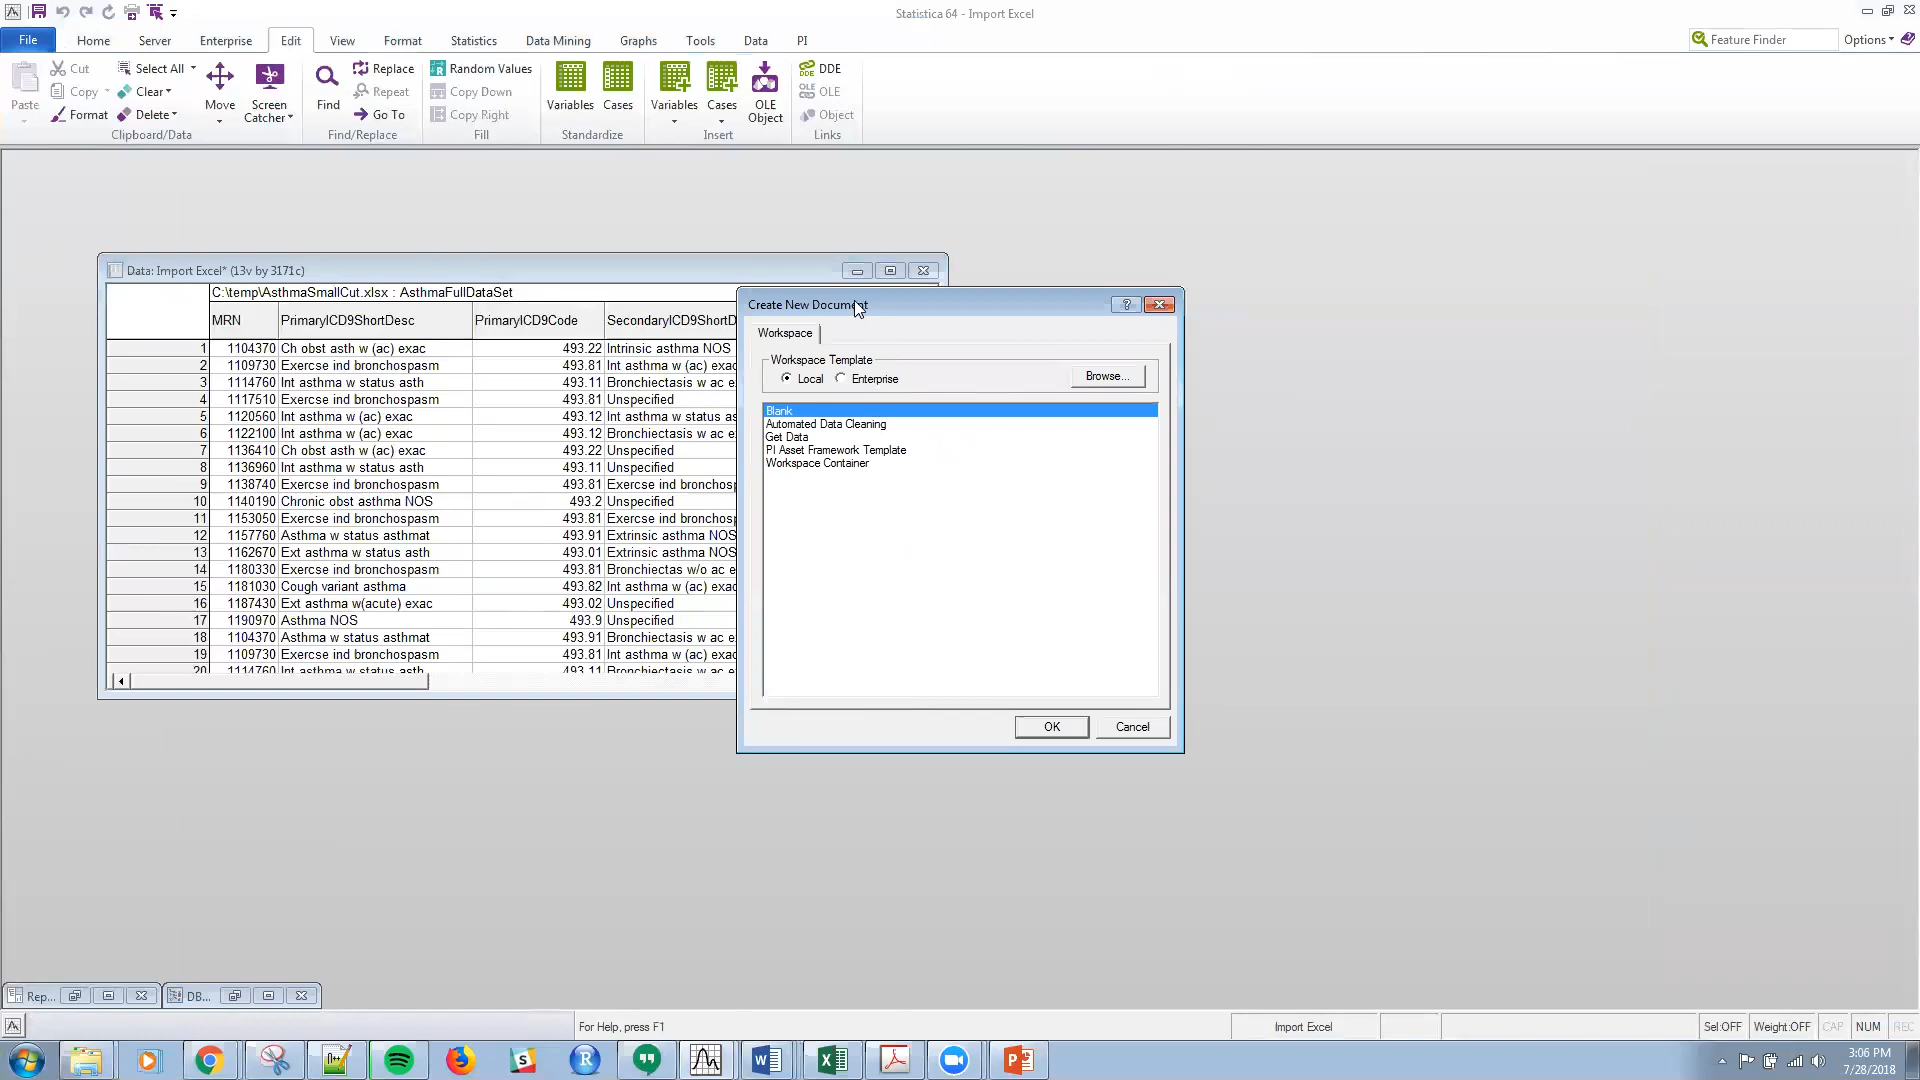 Statistica 64 - Import Excel
File Home Server Enterprise Edit View Format Statistics Data Mining Graphs Tools Data PI Feature Finder Options
Paste Cut Copy Format Select All Clear Delete Move Screen Catcher
Clipboard/Data
Find Replace Repeat Go To
Find/Replace
Random Values Copy Down Copy Right
Fill
Variables Cases
Standardize
Variables Cases OLE Object
Insert
DDE OLE Object
Links
Data: Import Excel* (13v by 3171c)
C:\temp\AsthmaSmallCut.xlsx : AsthmaFullDataSet
MRN PrimaryICD9ShortDesc PrimaryICD9Code SecondaryICD9ShortD
1 1104370 Ch obst asth w (ac) exac 493.22 Intrinsic asthma NOS
2 1109730 Exercse ind bronchospasm 493.81 Int asthma w (ac) exac
3 1114760 Int asthma w status asth 493.11 Bronchiectasis w ac e
4 1117510 Exercse ind bronchospasm 493.81 Unspecified
5 1120560 Int asthma w (ac) exac 493.12 Int asthma w status as
6 1122100 Int asthma w (ac) exac 493.12 Bronchiectasis w ac e
7 1136410 Ch obst asth w (ac) exac 493.22 Unspecified
8 1136960 Int asthma w status asth 493.11 Unspecified
9 1138740 Exercse ind bronchospasm 493.81 Exercse ind bronchos
10 1140190 Chronic obst asthma NOS 493.2 Unspecified
11 1153050 Exercse ind bronchospasm 493.81 Exercse ind bronchosp
12 1157760 Asthma w status asthmat 493.91 Extrinsic asthma NOS
13 1162670 Ext asthma w status asth 493.01 Extrinsic asthma NOS
14 1180330 Exercse ind bronchospasm 493.81 Bronchiectas w/o ac e
15 1181030 Cough variant asthma 493.82 Int asthma w (ac) exac
16 1187430 Ext asthma w(acute) exac 493.02 Unspecified
17 1190970 Asthma NOS 493.9 Unspecified
18 1104370 Asthma w status asthmat 493.91 Bronchiectasis w ac e
19 1109730 Exercse ind bronchospasm 493.81 Int asthma w (ac) exac
20 1114760 Int asthma w status asth 493.11 Bronchiectasis w ac e
Create New Document
Workspace
Workspace Template
Local Enterprise Browse...
Blank
Automated Data Cleaning
Get Data
PI Asset Framework Template
Workspace Container
OK Cancel
Rep... DB...
For Help, press F1 Import Excel Sel:OFF Weight:OFF CAP NUM REC
3:06 PM
7/28/2018